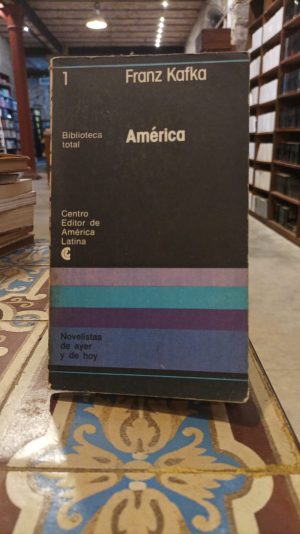 1 Franz Kafka
Biblioteca
total
América
Centro
Editor de
América
Latina
Novelistas
de ayer
y de hoy